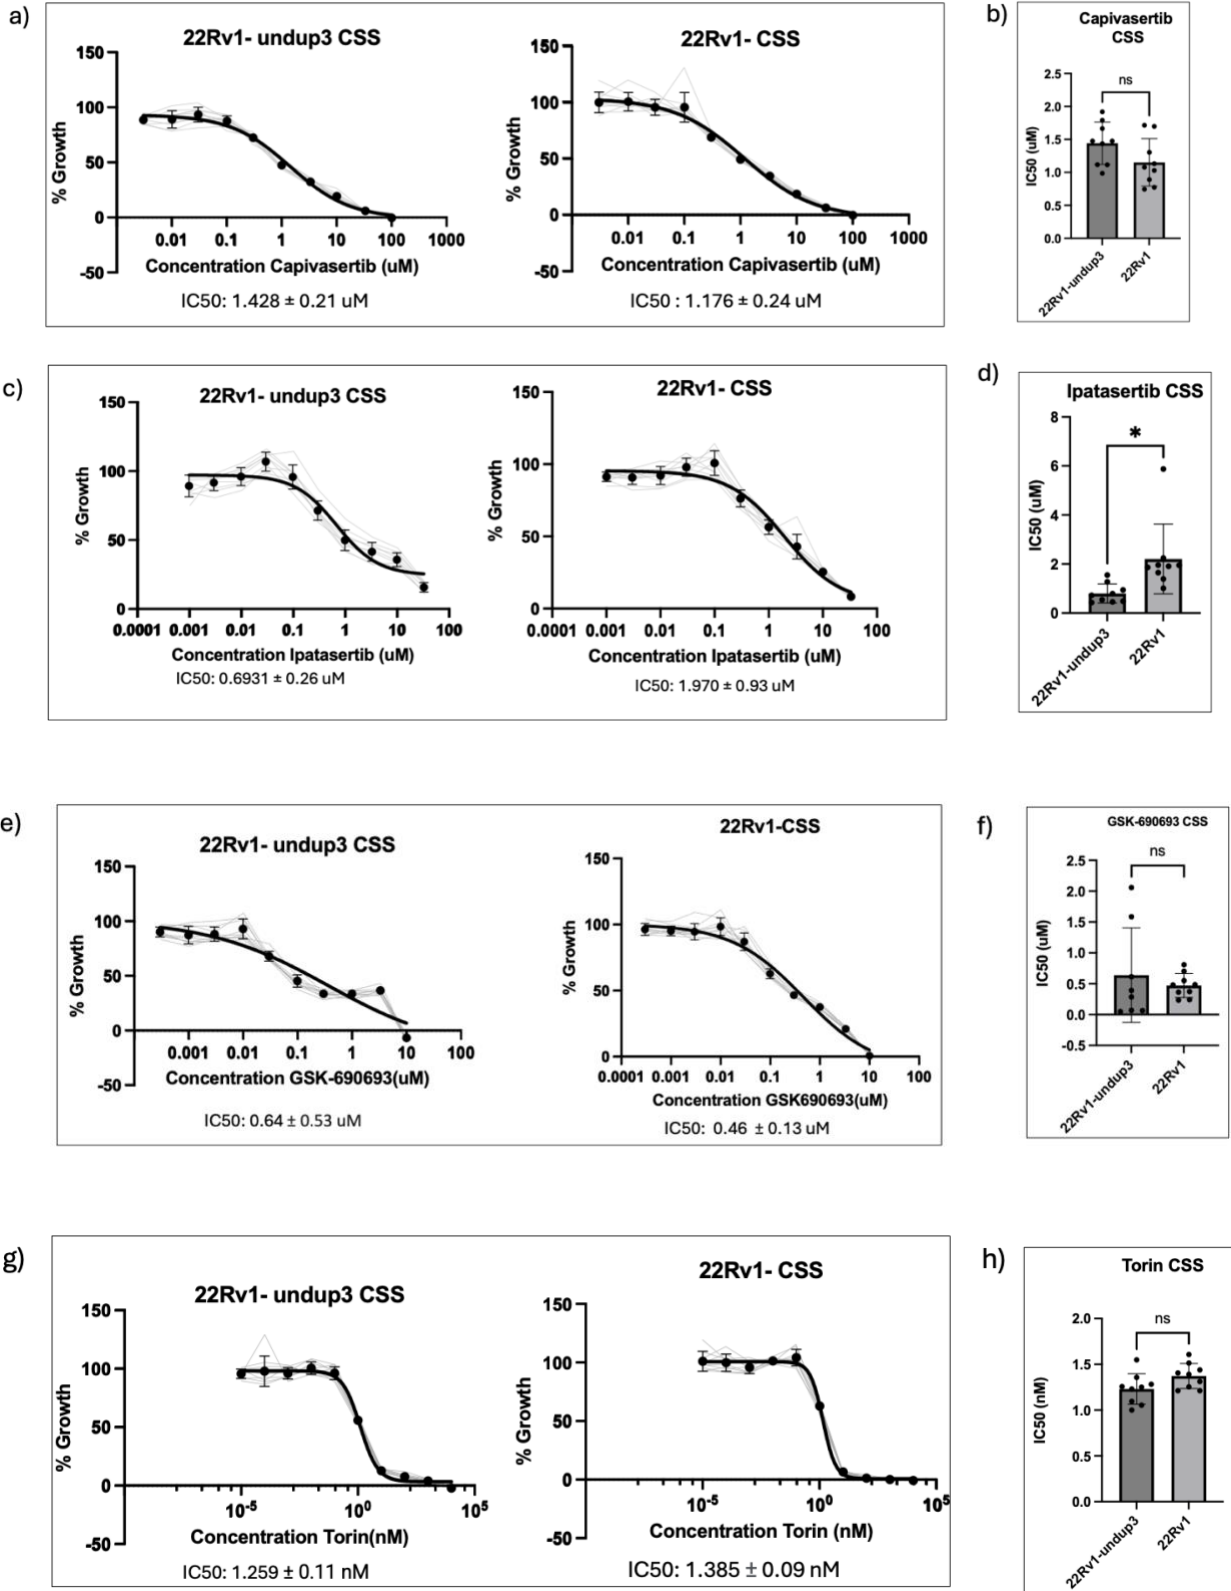 a)
22Rv1- undup3 CSS
150
100
50
0
-50
% Growth
0.01 0.1 1 10 100 1000
Concentration Capivasertib (uM)
IC50: 1.428 ± 0.21 uM
22Rv1- CSS
150
100
50
0
-50
% Growth
0.01 0.1 1 10 100 1000
Concentration Capivasertib (uM)
IC50 : 1.176 ± 0.24 uM
b)
Capivasertib
CSS
ns
2.5
2.0
1.5
1.0
0.5
0.0
IC50 (uM)
22Rv1-undup3
22Rv1
c)
22Rv1- undup3 CSS
150
100
50
0
% Growth
0.0001 0.001 0.01 0.1 1 10 100
Concentration Ipatasertib (uM)
IC50: 0.6931 ± 0.26 uM
22Rv1- CSS
150
100
50
0
% Growth
0.0001 0.001 0.01 0.1 1 10 100
Concentration Ipatasertib (uM)
IC50: 1.970 ± 0.93 uM
d)
Ipatasertib CSS
*
8
6
4
2
0
IC50 (uM)
22Rv1-undup3
22Rv1
e)
22Rv1- undup3 CSS
150
100
50
0
-50
% Growth
0.001 0.01 0.1 1 10 100
Concentration GSK-690693(uM)
IC50: 0.64 ± 0.53 uM
22Rv1-CSS
150
100
50
0
% Growth
0.0001 0.001 0.01 0.1 1 10 100
Concentration GSK690693(uM)
IC50: 0.46 ± 0.13 uM
f)
GSK-690693 CSS
ns
2.5
2.0
1.5
1.0
0.5
0.0
-0.5
IC50 (uM)
22Rv1-undup3
22Rv1
g)
22Rv1- undup3 CSS
150
100
50
0
-50
% Growth
10-5 100 105
Concentration Torin(nM)
IC50: 1.259 ± 0.11 nM
22Rv1- CSS
150
100
50
0
-50
% Growth
10-5 100 105
Concentration Torin (nM)
IC50: 1.385 ± 0.09 nM
h)
Torin CSS
ns
2.0
1.5
1.0
0.5
0.0
IC50 (nM)
22Rv1-undup3
22Rv1